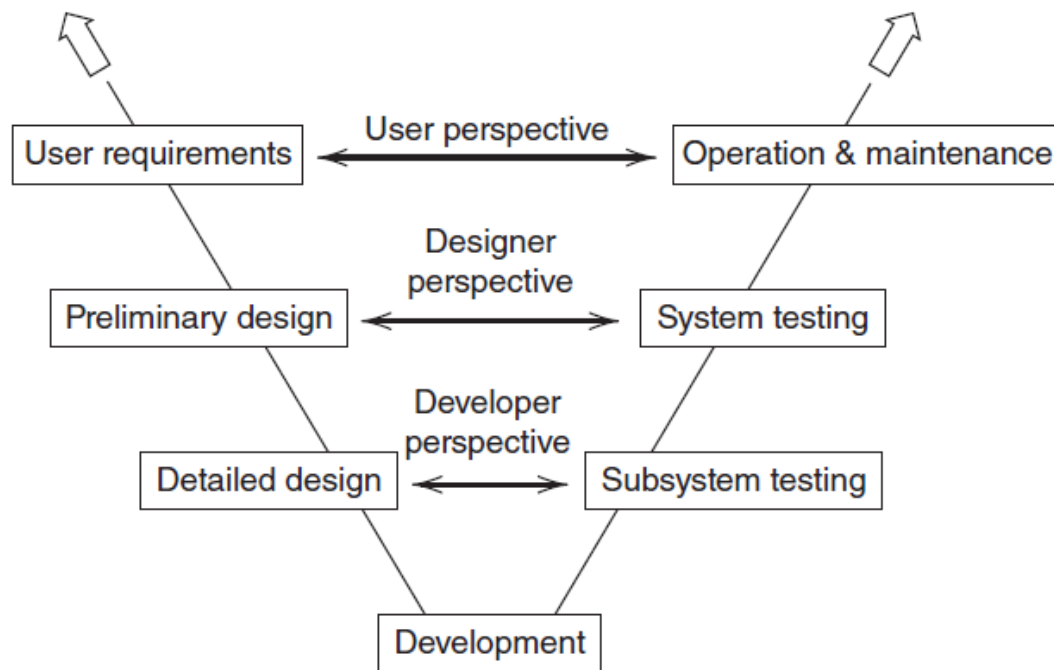 User perspective
User requirements
Operation & maintenance
Designer
perspective
Preliminary design
System testing
Developer
perspective
Detailed design
Subsystem testing
Development